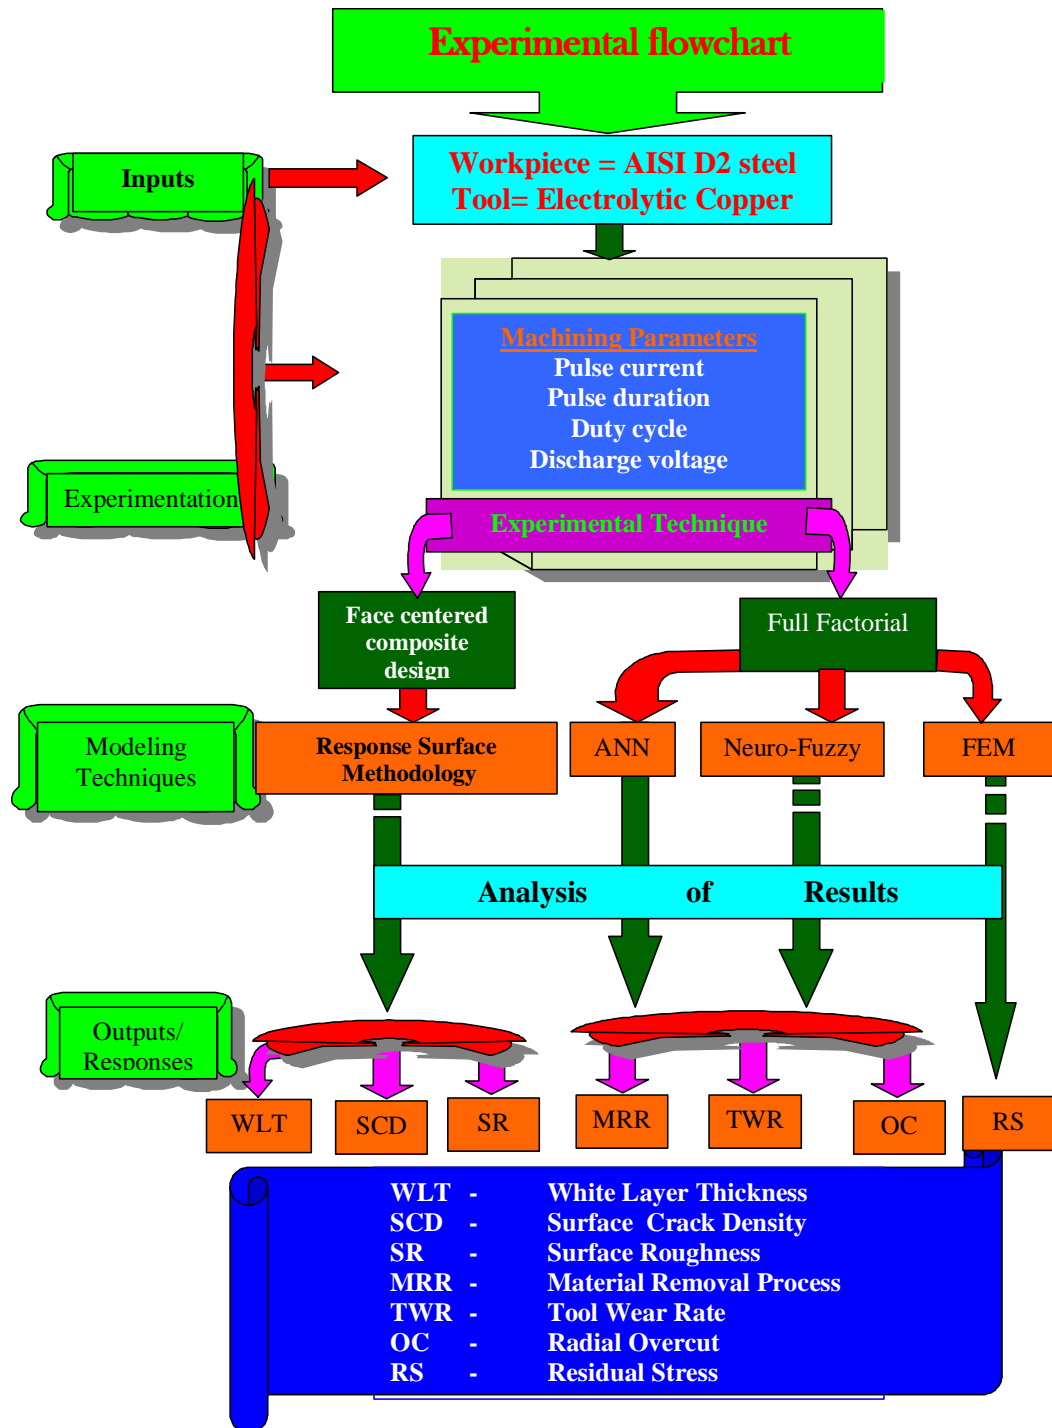 Experimental flowchart
Workpiece = AISI D2 steel
Tool= Electrolytic Copper
Inputs
Machining Parameters
Pulse current
Pulse duration
Duty cycle
Discharge voltage
Experimentation
Experimental Technique
Face centered
composite
design
Full Factorial
Modeling
Techniques
Response Surface
Methodology
ANN
Neuro-Fuzzy
FEM
Analysis of Results
Outputs/
Responses
WLT
SCD
SR
MRR
TWR
OC
RS
WLT - White Layer Thickness
SCD - Surface Crack Density
SR - Surface Roughness
MRR - Material Removal Process
TWR - Tool Wear Rate
OC - Radial Overcut
RS - Residual Stress